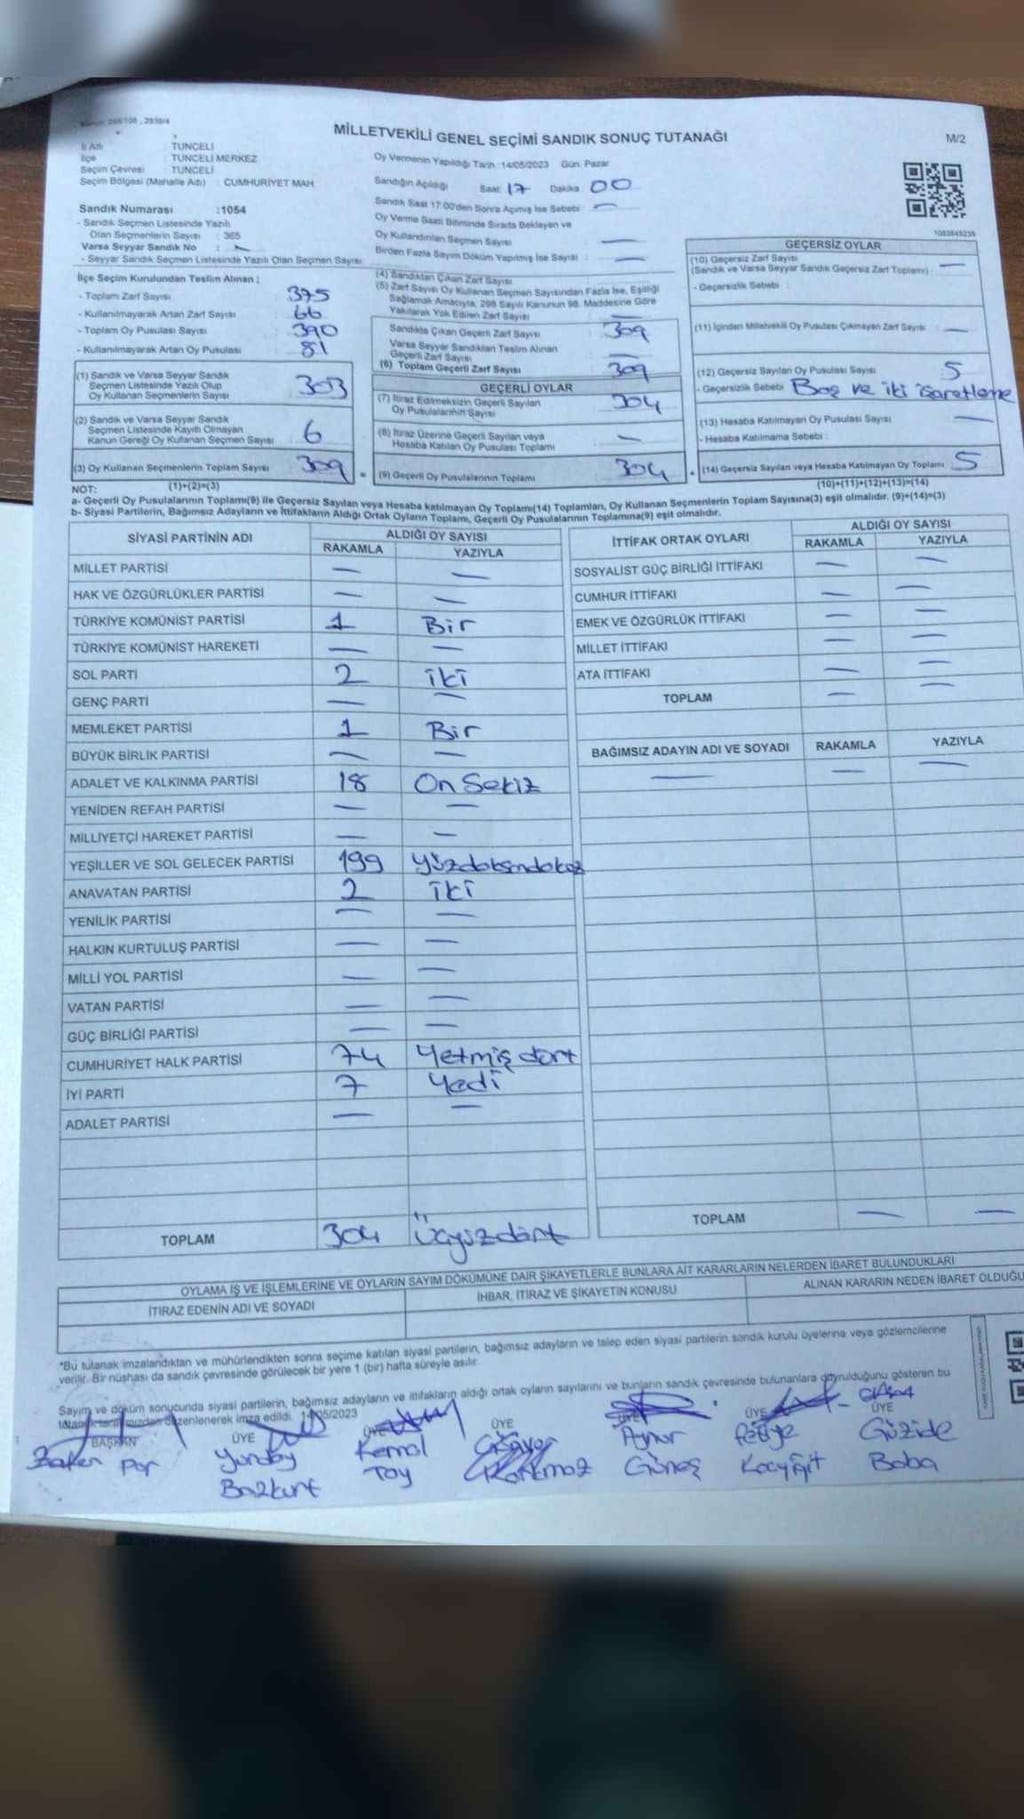 MİLLETVEKİLİ GENEL SEÇİMİ SANDIK SONUÇ TUTANAĞI
M/2
İl Adı TUNCELİ
İlçe TUNCELİ MERKEZ
Seçim Çevresi TUNCELİ
Seçim Bölgesi (Mahalle Adı) : CUMHURİYET MAH.
Sandık Numarası :1054
- Sandık Seçmen Listesinde Yazılı
Olan Seçmenlerin Sayısı : 365
Varsa Seyyar Sandık No : —
- Seyyar Sandık Seçmen Listesinde Yazılı Olan Seçmen Sayısı
İlçe Seçim Kurulundan Teslim Alınan :
- Toplam Zarf Sayısı 375
- Kullanılmayarak Artan Zarf Sayısı 66
- Toplam Oy Pusulası Sayısı 390
- Kullanılmayarak Artan Oy Pusulası 81
(1) Sandık ve Varsa Seyyar Sandık
Seçmen Listesinde Yazılı Olup
Oy Kullanan Seçmenlerin Sayısı 303
(2) Sandık ve Varsa Seyyar Sandık
Seçmen Listesinde Kayıtlı Olmayan
Kanun Gereği Oy Kullanan Seçmen Sayısı 6
(3) Oy Kullanan Seçmenlerin Toplam Sayısı 309
(1)+(2)=(3)
Oy Vermenin Yapıldığı Tarih :14/05/2023 Gün: Pazar
Sandığın Açıldığı Saat: 17 Dakika 00
Sandık Saat 17:00'den Sonra Açılmış İse Sebebi —
Oy Verme Saati Bitiminde Sırada Bekleyen ve
Oy Kullandırılan Seçmen Sayısı —
Birden Fazla Sayım Döküm Yapılmış İse Sayısı : —
(4) Sandıktan Çıkan Zarf Sayısı
(5) Zarf Sayısı Oy Kullanan Seçmen Sayısından Fazla İse, Eşitliği
Sağlamak Amacıyla, 298 Sayılı Kanunun 98. Maddesine Göre
Yakılarak Yok Edilen Zarf Sayısı —
Sandıkta Çıkan Geçerli Zarf Sayısı 309
Varsa Seyyar Sandıktan Teslim Alınan
Geçerli Zarf Sayısı —
(6) Toplam Geçerli Zarf Sayısı 309
GEÇERLİ OYLAR
(7) İtiraz Edilmeksizin Geçerli Sayılan
Oy Pusulalarının Sayısı 304
(8) İtiraz Üzerine Geçerli Sayılan veya
Hesaba Katılan Oy Pusulası Toplamı —
(9) Geçerli Oy Pusulalarının Toplamı 304
1083848238
GEÇERSİZ OYLAR
(10) Geçersiz Zarf Sayısı
(Sandık ve Varsa Seyyar Sandık Geçersiz Zarf Toplamı) —
- Geçersizlik Sebebi :
(11) İçinden Milletvekili Oy Pusulası Çıkmayan Zarf Sayısı —
(12) Geçersiz Sayılan Oy Pusulası Sayısı 5
- Geçersizlik Sebebi Boş ve iki işaretleme
(13) Hesaba Katılmayan Oy Pusulası Sayısı —
- Hesaba Katılmama Sebebi :
(14) Geçersiz Sayılan veya Hesaba Katılmayan Oy Toplamı 5
(10)+(11)+(12)+(13)=(14)
NOT:
a- Geçerli Oy Pusulalarının Toplamı(9) ile Geçersiz Sayılan veya Hesaba katılmayan Oy Toplamı(14) Toplamları, Oy Kullanan Seçmenlerin Toplam Sayısına(3) eşit olmalıdır. (9)+(14)=(3)
b- Siyasi Partilerin, Bağımsız Adayların ve İttifakların Aldığı Ortak Oyların Toplamı, Geçerli Oy Pusulalarının Toplamına(9) eşit olmalıdır.
SİYASİ PARTİNİN ADI ALDIĞI OY SAYISI
RAKAMLA YAZIYLA
MİLLET PARTİSİ — —
HAK VE ÖZGÜRLÜKLER PARTİSİ — —
TÜRKİYE KOMÜNİST PARTİSİ 1 Bir
TÜRKİYE KOMÜNİST HAREKETİ — —
SOL PARTİ 2 iki
GENÇ PARTİ — —
MEMLEKET PARTİSİ 1 Bir
BÜYÜK BİRLİK PARTİSİ — —
ADALET VE KALKINMA PARTİSİ 18 On Sekiz
YENİDEN REFAH PARTİSİ — —
MİLLİYETÇİ HAREKET PARTİSİ — —
YEŞİLLER VE SOL GELECEK PARTİSİ 199 yüzdoksandokuz
ANAVATAN PARTİSİ 2 iki
YENİLİK PARTİSİ — —
HALKIN KURTULUŞ PARTİSİ — —
MİLLİ YOL PARTİSİ — —
VATAN PARTİSİ — —
GÜÇ BİRLİĞİ PARTİSİ — —
CUMHURİYET HALK PARTİSİ 74 Yetmiş dört
İYİ PARTİ 7 Yedi
ADALET PARTİSİ — —
TOPLAM 304 Üçyüzdört
İTTİFAK ORTAK OYLARI ALDIĞI OY SAYISI
RAKAMLA YAZIYLA
SOSYALİST GÜÇ BİRLİĞİ İTTİFAKI — —
CUMHUR İTTİFAKI — —
EMEK VE ÖZGÜRLÜK İTTİFAKI — —
MİLLET İTTİFAKI — —
ATA İTTİFAKI — —
TOPLAM — —
BAĞIMSIZ ADAYIN ADI VE SOYADI RAKAMLA YAZIYLA
— — —
TOPLAM — —
OYLAMA İŞ VE İŞLEMLERİNE VE OYLARIN SAYIM DÖKÜMÜNE DAİR ŞİKAYETLERLE BUNLARA AİT KARARLARIN NELERDEN İBARET BULUNDUKLARI
İTİRAZ EDENİN ADI VE SOYADI İHBAR, İTİRAZ VE ŞİKAYETİN KONUSU ALINAN KARARIN NEDEN İBARET OLDUĞU
*Bu tutanak imzalandıktan ve mühürlendikten sonra seçime katılan siyasi partilerin, bağımsız adayların ve talep eden siyasi partilerin sandık kurulu üyelerine veya gözlemcilerine
verilir. Bir nüshası da sandık çevresinde görülecek bir yere 1 (bir) hafta süreyle asılır.
Sayım ve döküm sonucunda siyasi partilerin, bağımsız adayların ve ittifakların aldığı ortak oyların sayılarını ve bunların sandık çevresinde bulunanlara duyrulduğunu gösteren bu
düzenlenerek imza edildi. 14/05/2023
BAŞKAN ÜYE ÜYE ÜYE ÜYE ÜYE ÜYE
Kemal Aynur Güzide
Bazkurt Toy Korkmaz Güneş Koçyiğit Baba